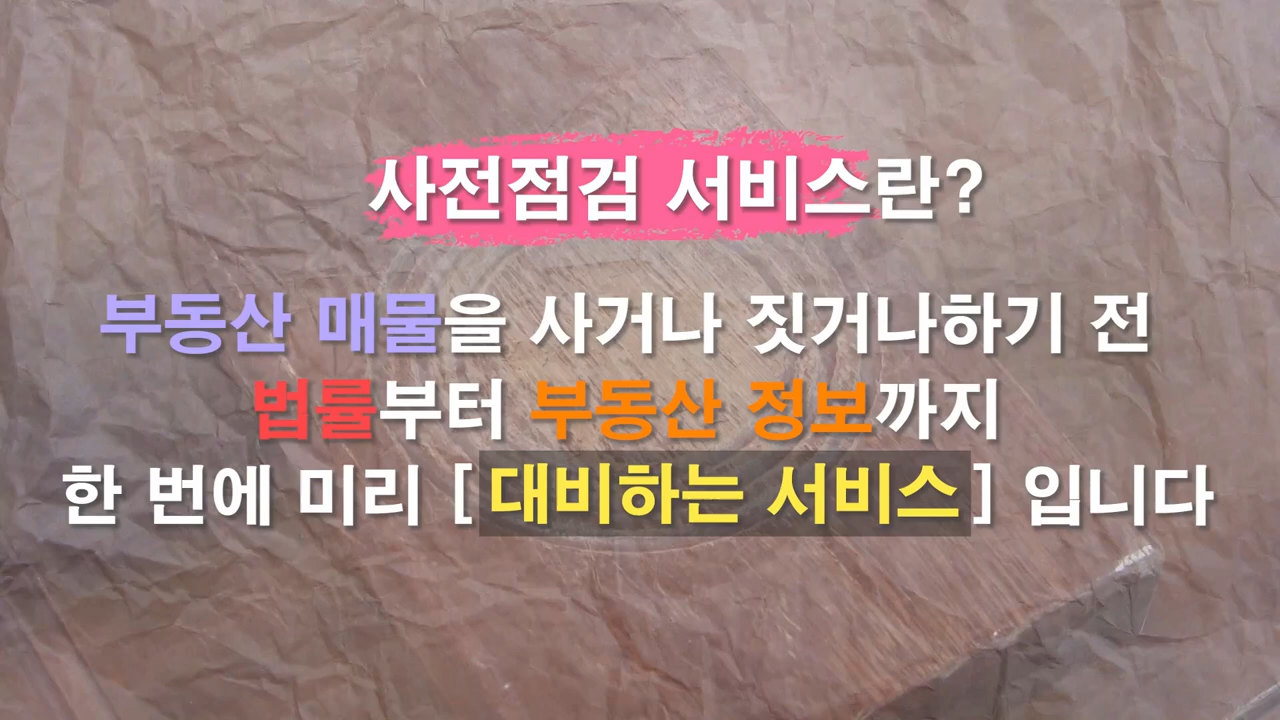 사전점검 서비스란?
부동산 매물을 사거나 짓거나하기 전
법률부터 부동산 정보까지
한 번에 미리 [ 대비하는 서비스 ] 입니다